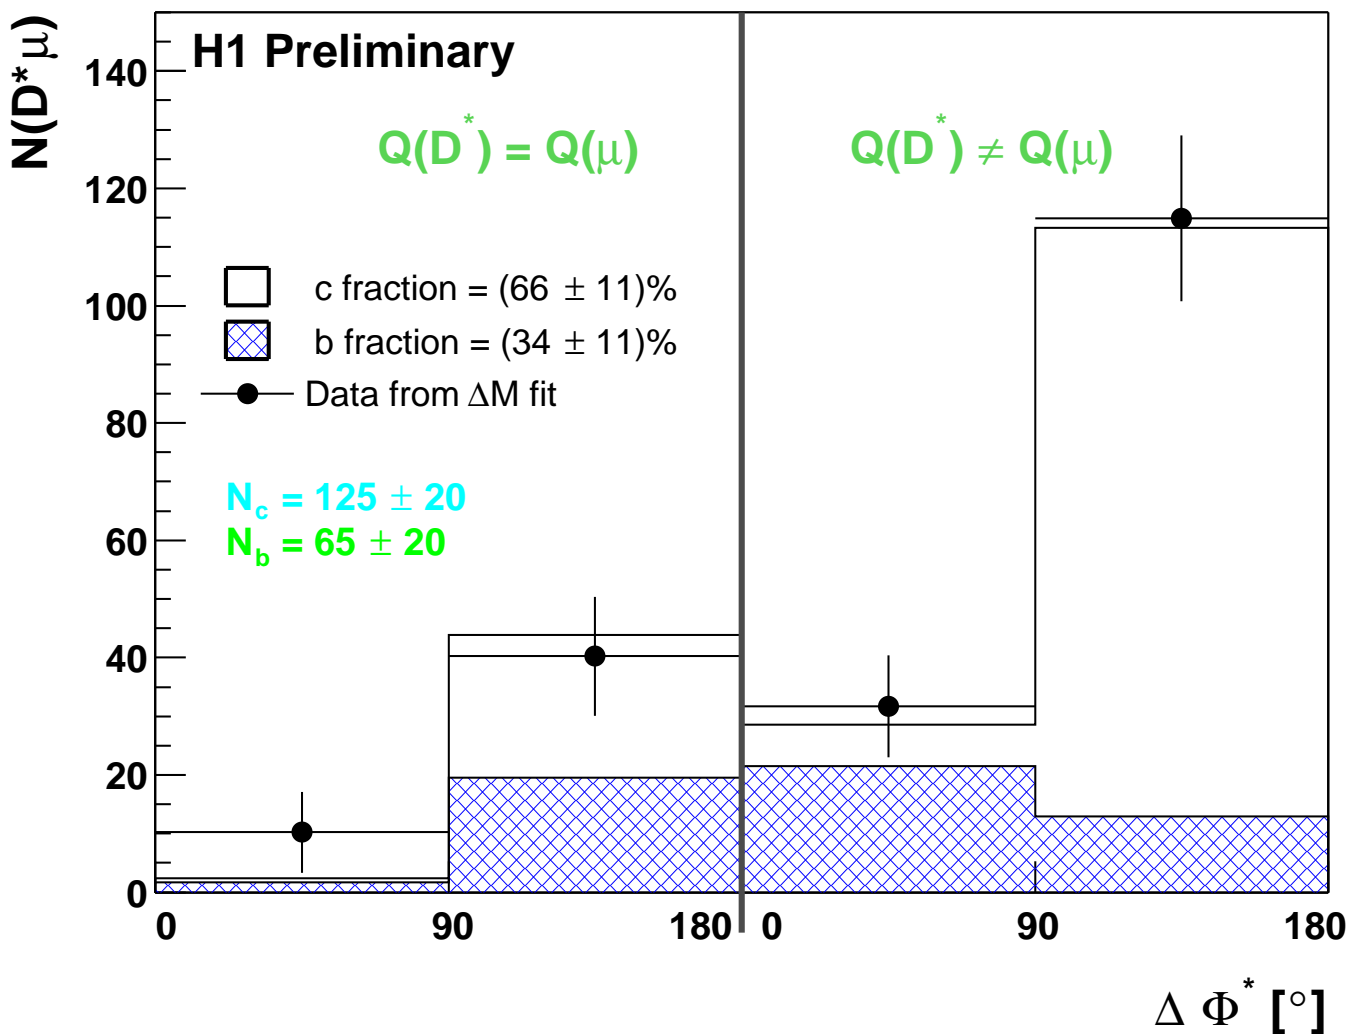 N(D* μ)
H1 Preliminary
Q(D*) = Q(μ)
Q(D*) ≠ Q(μ)
140
120
100
80
60
40
20
0
c fraction = (66 ± 11)%
b fraction = (34 ± 11)%
Data from ΔM fit
N_c = 125 ± 20
N_b = 65 ± 20
0 90 180 0 90 180
Δ Φ* [°]